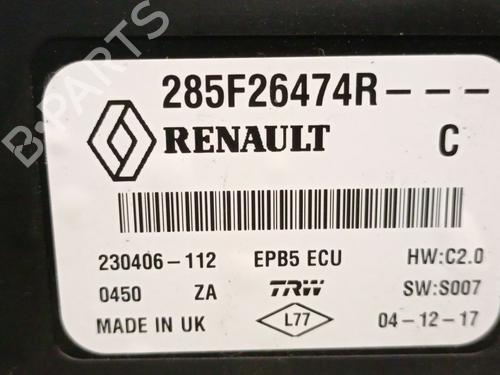 285F26474R---
RENAULT C
230406-112 EPB5 ECU HW:C2.0
0450 ZA TRW SW:S007
MADE IN UK L77 04-12-17
B-PARTS